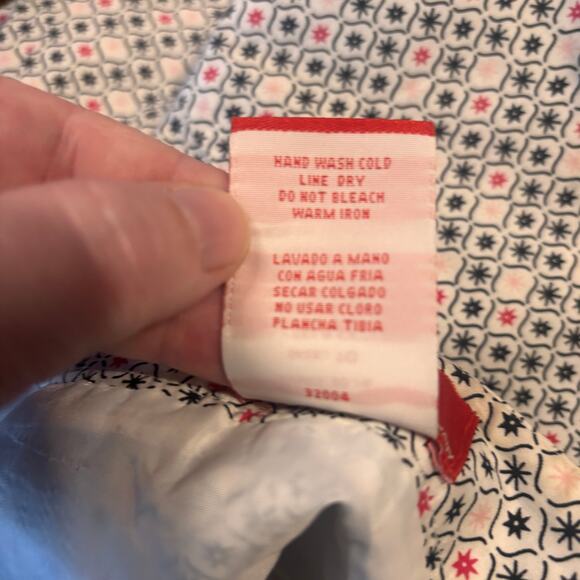 HAND WASH COLD
LINE DRY
DO NOT BLEACH
WARM IRON
LAVADO A MANO
CON AGUA FRIA
SECAR COLGADO
NO USAR CLORO
PLANCHA TIBIA
32004